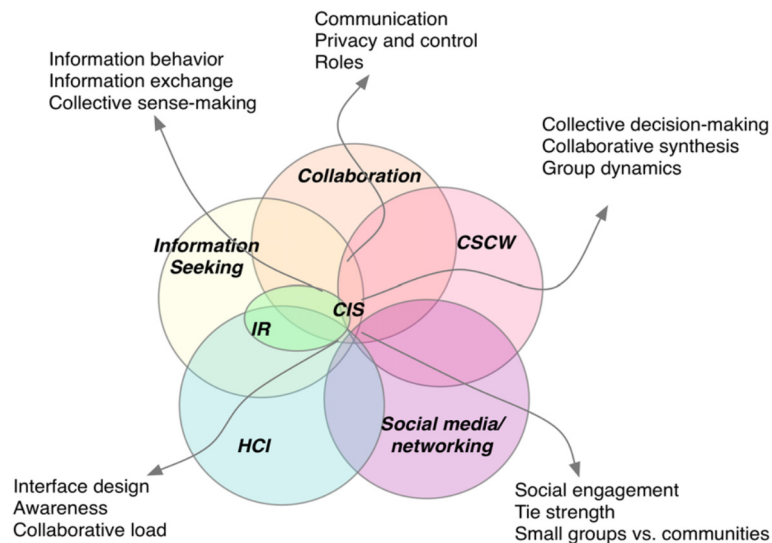 Communication
Privacy and control
Roles
Information behavior
Information exchange
Collective sense-making
Collective decision-making
Collaborative synthesis
Group dynamics
Collaboration
CSCW
Information
Seeking
CIS
IR
HCI
Social media/
networking
Interface design
Awareness
Collaborative load
Social engagement
Tie strength
Small groups vs. communities